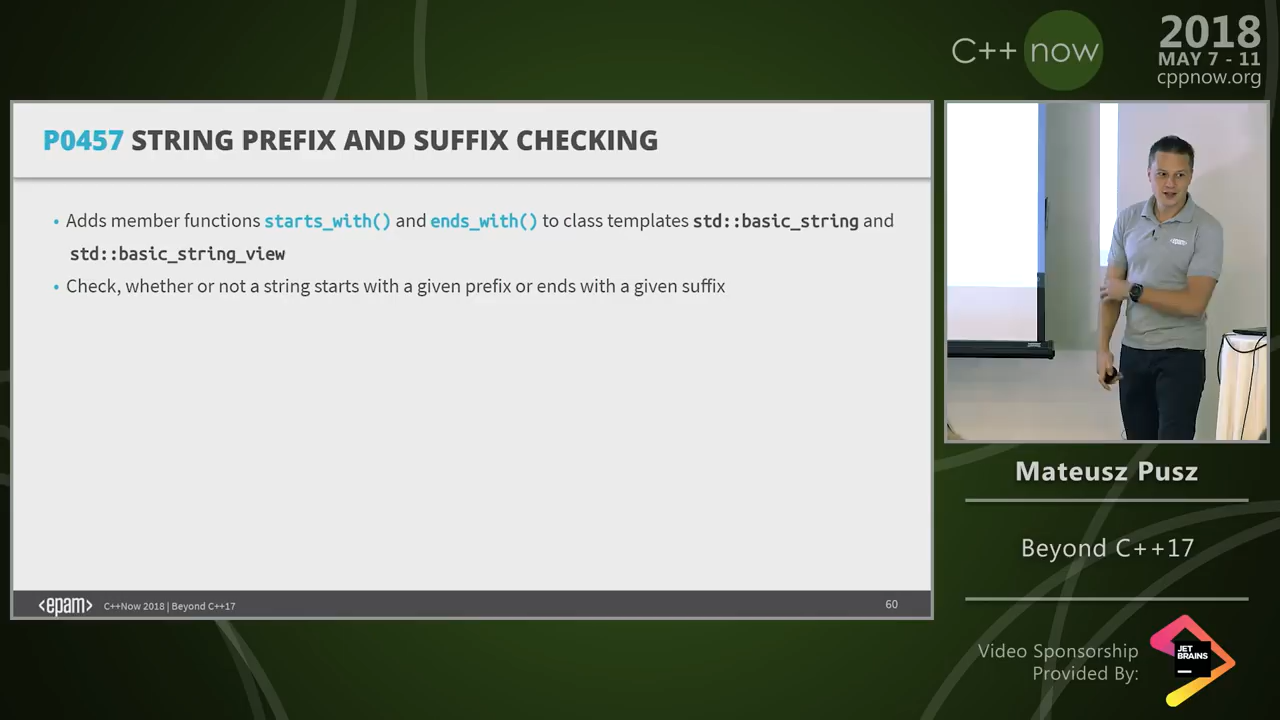 C++ now
2018
MAY 7 - 11
cppnow.org
P0457 STRING PREFIX AND SUFFIX CHECKING
• Adds member functions starts_with() and ends_with() to class templates std::basic_string and
std::basic_string_view
• Check, whether or not a string starts with a given prefix or ends with a given suffix
<epam>
C++Now 2018 | Beyond C++17
60
<epam>
Mateusz Pusz
Beyond C++17
Video Sponsorship
Provided By:
JET
BRAINS